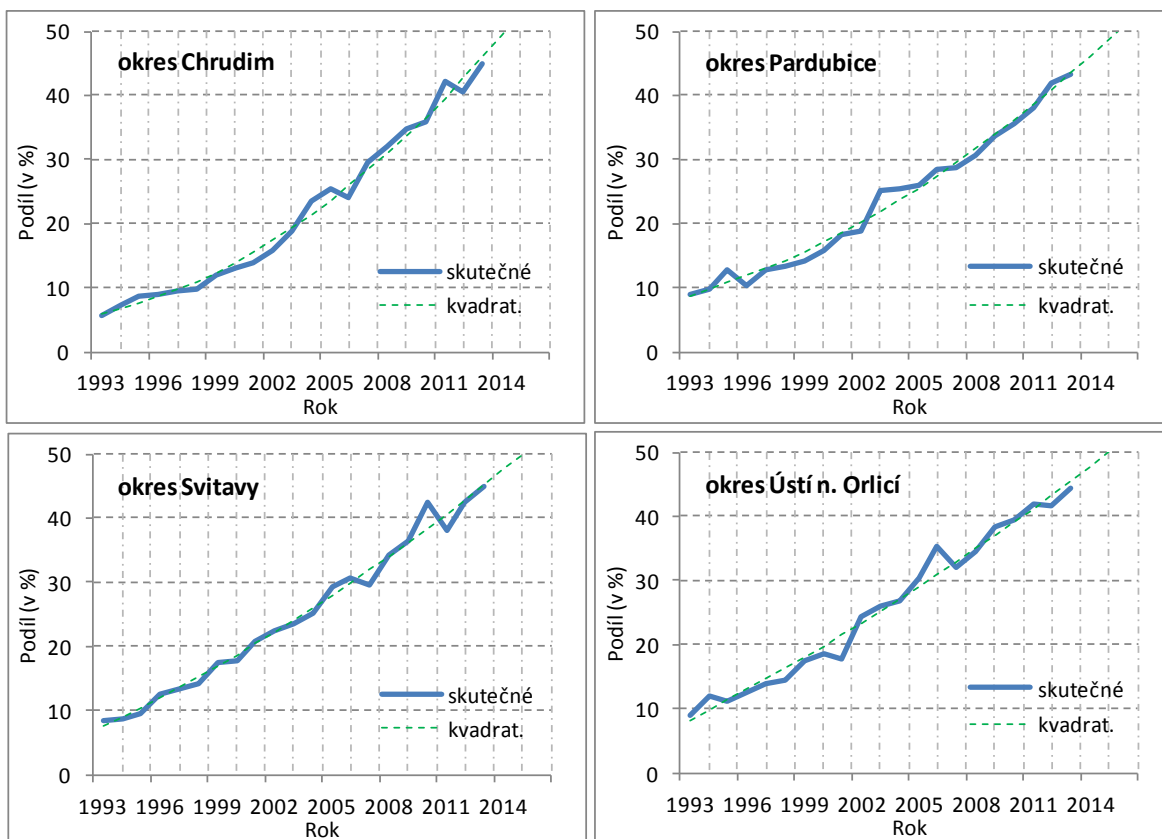 okres Chrudim
Podíl (v %)
50
40
30
20
10
0
skutečné
kvadrat.
1993 1996 1999 2002 2005 2008 2011 2014
Rok
okres Pardubice
Podíl (v %)
50
40
30
20
10
0
skutečné
kvadrat.
1993 1996 1999 2002 2005 2008 2011 2014
Rok
okres Svitavy
Podíl (v %)
50
40
30
20
10
0
skutečné
kvadrat.
1993 1996 1999 2002 2005 2008 2011 2014
Rok
okres Ústí n. Orlicí
Podíl (v %)
50
40
30
20
10
0
skutečné
kvadrat.
1993 1996 1999 2002 2005 2008 2011 2014
Rok